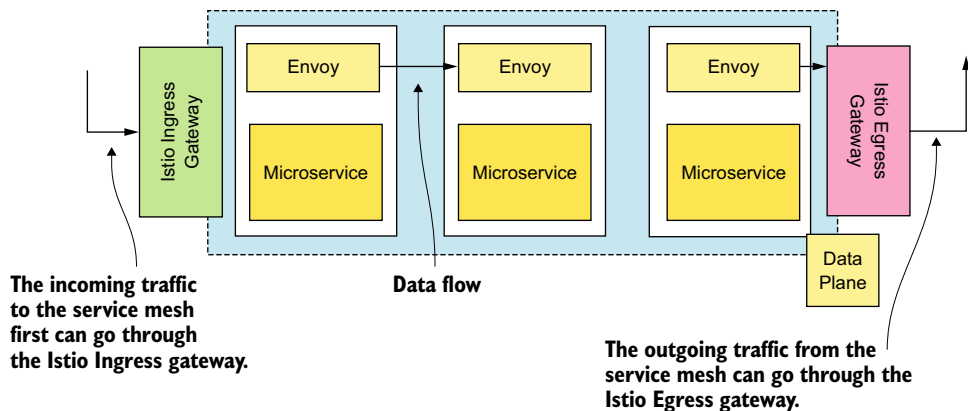 Istio Ingress
Gateway
Envoy
Envoy
Envoy
Microservice
Microservice
Microservice
Istio Egress
Gateway
Data
Plane
The incoming traffic
to the service mesh
first can go through
the Istio Ingress gateway.
Data flow
The outgoing traffic from the
service mesh can go through the
Istio Egress gateway.